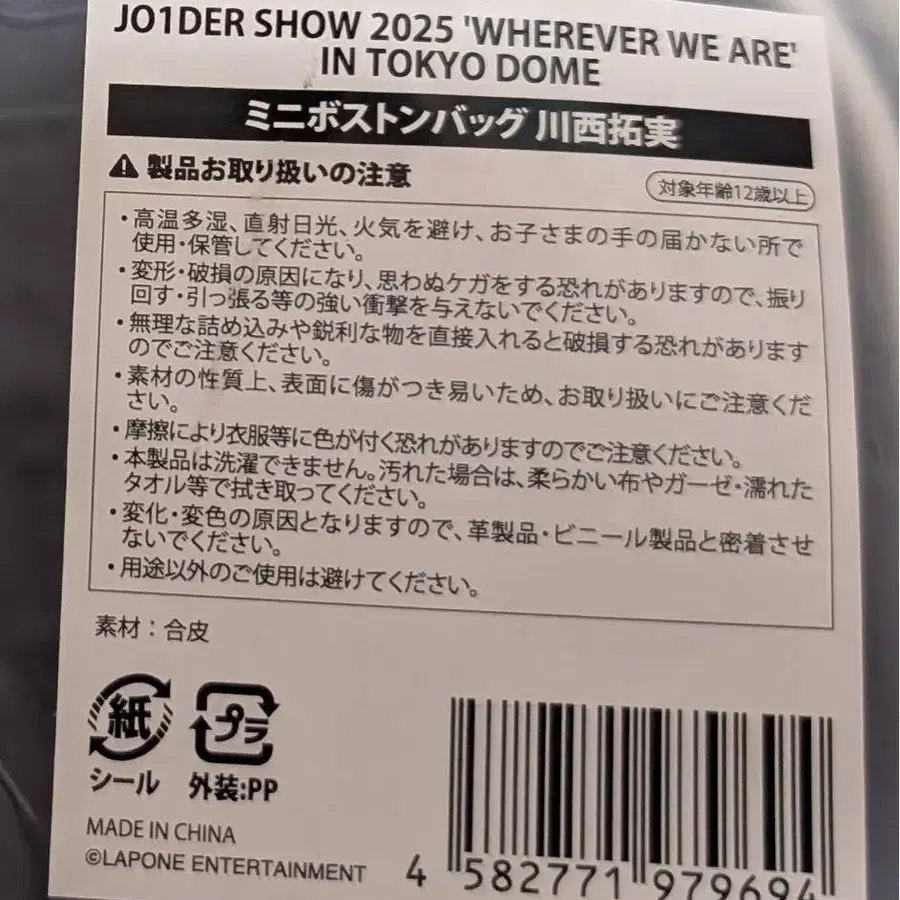 JO1DER SHOW 2025 'WHEREVER WE ARE'
IN TOKYO DOME
ミニボストンバッグ 川西拓実
製品お取り扱いの注意
対象年齢12歳以上
・高温多湿、直射日光、火気を避け、お子さまの手の届かない所で
使用・保管してください。
・変形・破損の原因になり、思わぬケガをする恐れがありますので、振り
回す・引っ張る等の強い衝撃を与えないでください。
・無理な詰め込みや鋭利な物を直接入れると破損する恐れがあります
のでご注意ください。
・素材の性質上、表面に傷がつき易いため、お取り扱いにご注意くだ
さい。
・摩擦により衣服等に色が付く恐れがありますのでご注意ください。
・本製品は洗濯できません。汚れた場合は、柔らかい布やガーゼ・濡れた
タオル等で拭き取ってください。
・変化・変色の原因となりますので、革製品・ビニール製品と密着させ
ないでください。
・用途以外のご使用は避けてください。
素材：合皮
紙
プラ
シール
外装:PP
MADE IN CHINA
©LAPONE ENTERTAINMENT
4 582771 979694